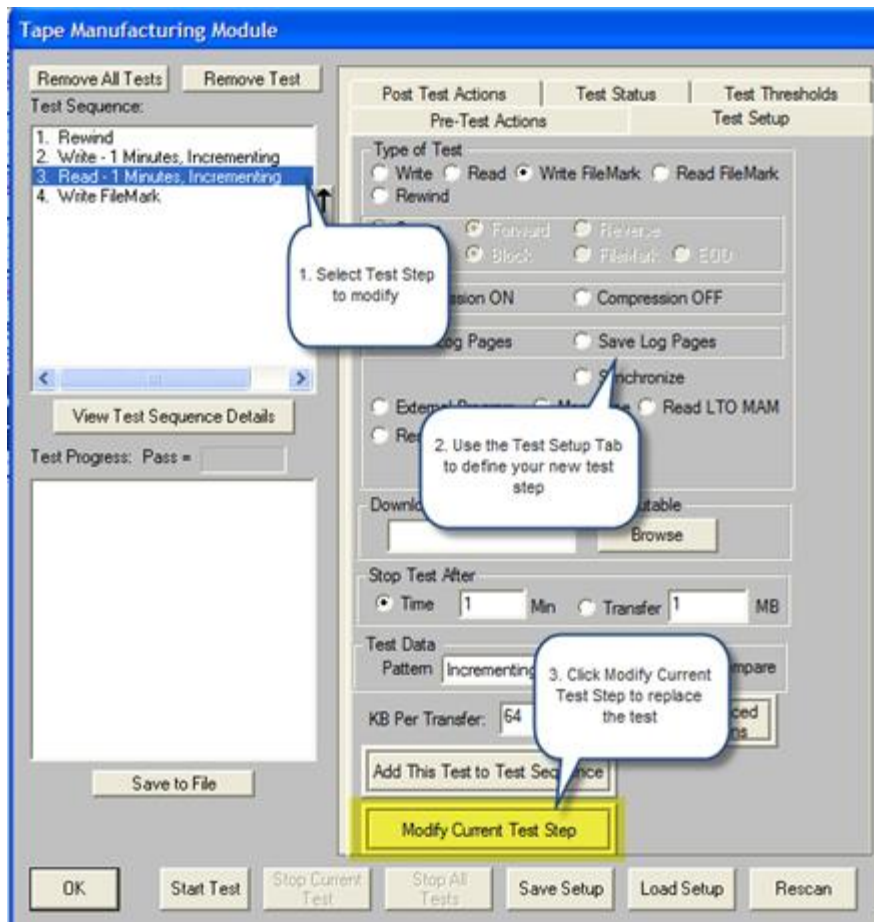 Tape Manufacturing Module
Remove All Tests
Remove Test
Test Sequence:
1. Rewind
2. Write - 1 Minutes, Incrementing
3. Read - 1 Minutes, Incrementing
4. Write FileMark
View Test Sequence Details
Test Progress: Pass =
Save to File
Post Test Actions
Test Status
Test Thresholds
Pre-Test Actions
Test Setup
Type of Test
Write
Read
Write FileMark
Read FileMark
Rewind
Forward
Reverse
Block
FileMark
EOD
ON
Compression OFF
Log Pages
Save Log Pages
Synchronize
External
Read LTO MAM
Browse
Stop Test After
Time 1 Min
Transfer 1 MB
Test Data
Pattern Incrementing
KB Per Transfer: 64
Add This Test to Test Sequence
Modify Current Test Step
1. Select Test Step
to modify
2. Use the Test Setup Tab
to define your new test
step
3. Click Modify Current
Test Step to replace
the test
OK
Start Test
Stop Current
Test
Stop All
Tests
Save Setup
Load Setup
Rescan